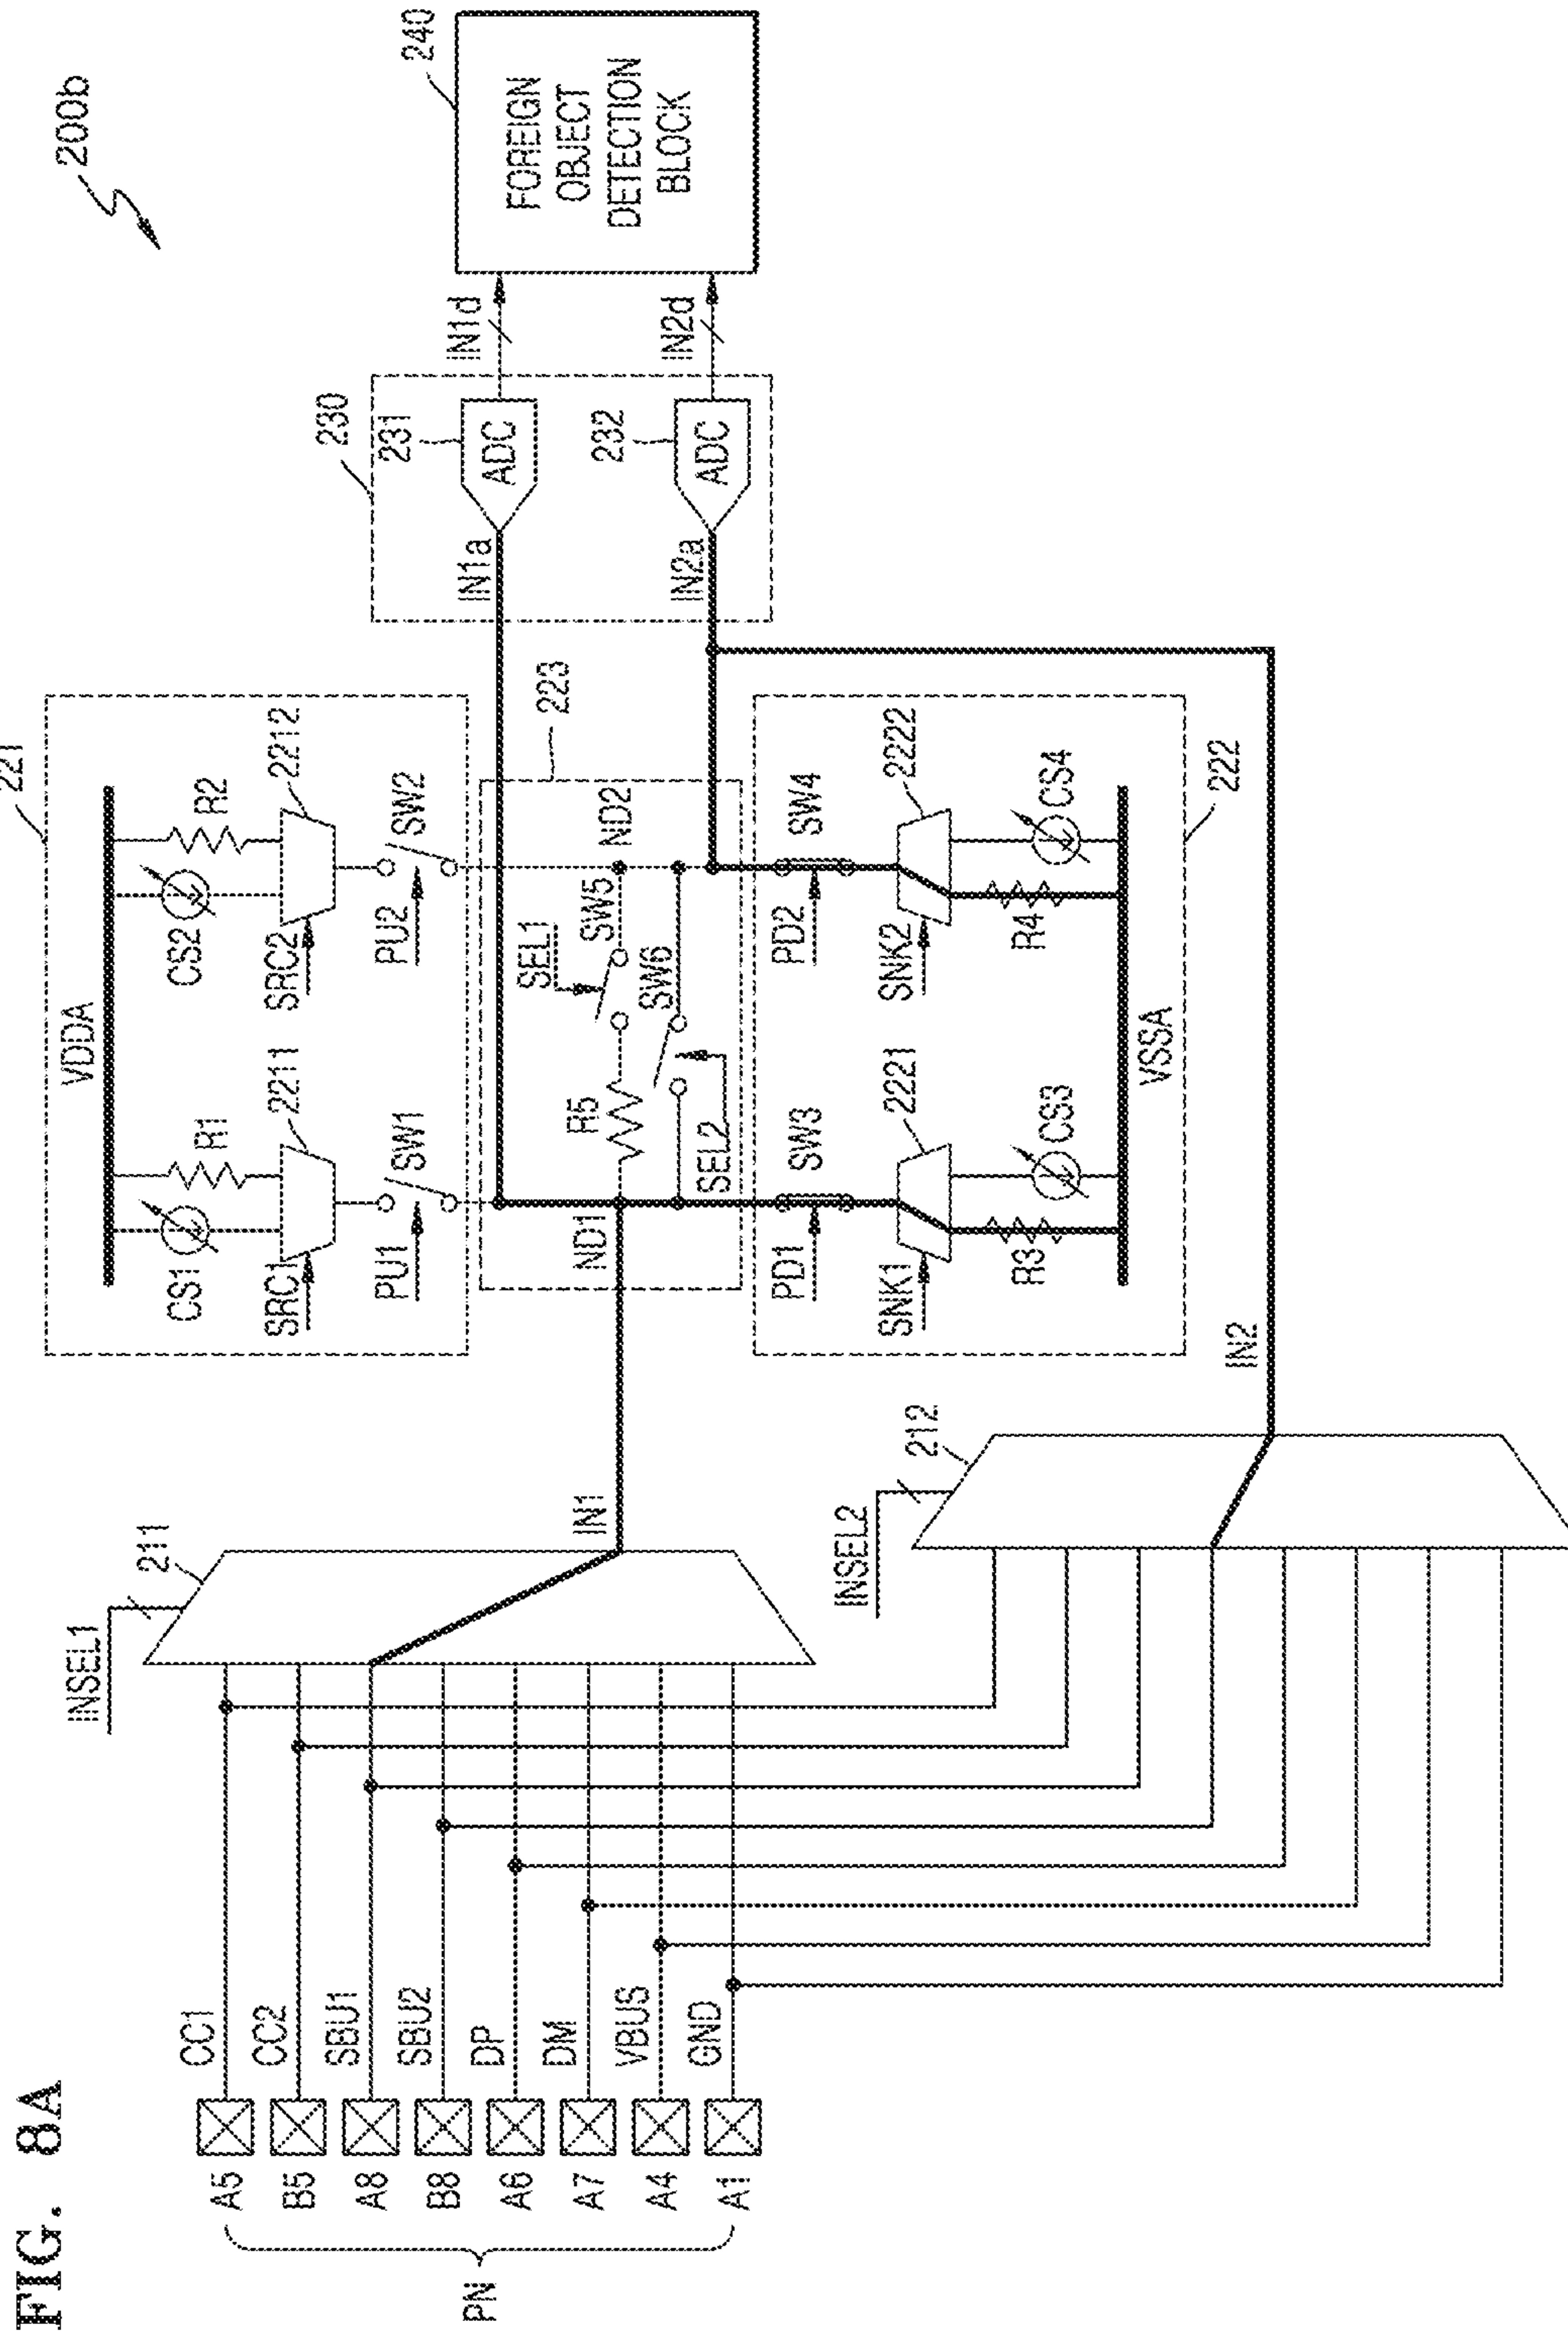 FIG. 8A
200b
PN
A5
B5
A8
B8
A6
A7
A4
A1
CC1
CC2
SBU1
SBU2
DP
DM
VBUS
GND
INSEL1
211
IN1
INSEL2
212
IN2
221
VDDA
CS1
R1
SRC1
2211
PU1
SW1
CS2
R2
SRC2
2212
PU2
SW2
223
ND1
R5
SEL1
SW5
ND2
SW6
SEL2
222
PD1
SW3
SNK1
2221
R3
CS3
PD2
SW4
SNK2
2222
R4
CS4
VSSA
230
IN1a
231
ADC
IN1d
IN2a
232
ADC
IN2d
240
FOREIGN
OBJECT
DETECTION
BLOCK